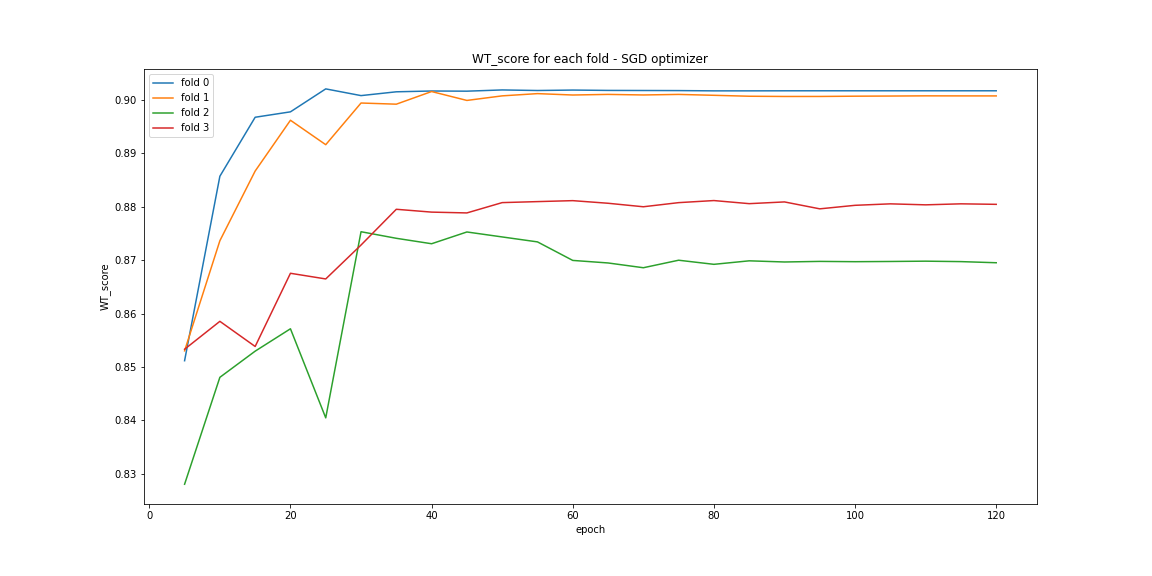 WT_score for each fold - SGD optimizer
fold 0
fold 1
fold 2
fold 3
0.90
0.89
0.88
0.87
0.86
0.85
0.84
0.83
WT_score
0 20 40 60 80 100 120
epoch